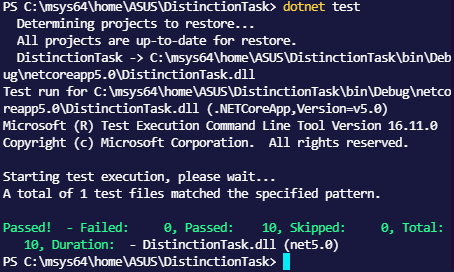 PS C:\msys64\home\ASUS\DistinctionTask> dotnet test
  Determining projects to restore...
  All projects are up-to-date for restore.
  DistinctionTask -> C:\msys64\home\ASUS\DistinctionTask\bin\Deb
ug\netcoreapp5.0\DistinctionTask.dll
Test run for C:\msys64\home\ASUS\DistinctionTask\bin\Debug\netco
reapp5.0\DistinctionTask.dll (.NETCoreApp,Version=v5.0)
Microsoft (R) Test Execution Command Line Tool Version 16.11.0
Copyright (c) Microsoft Corporation.  All rights reserved.

Starting test execution, please wait...
A total of 1 test files matched the specified pattern.

Passed!  - Failed:     0, Passed:    10, Skipped:     0, Total:
   10, Duration:  - DistinctionTask.dll (net5.0)
PS C:\msys64\home\ASUS\DistinctionTask>